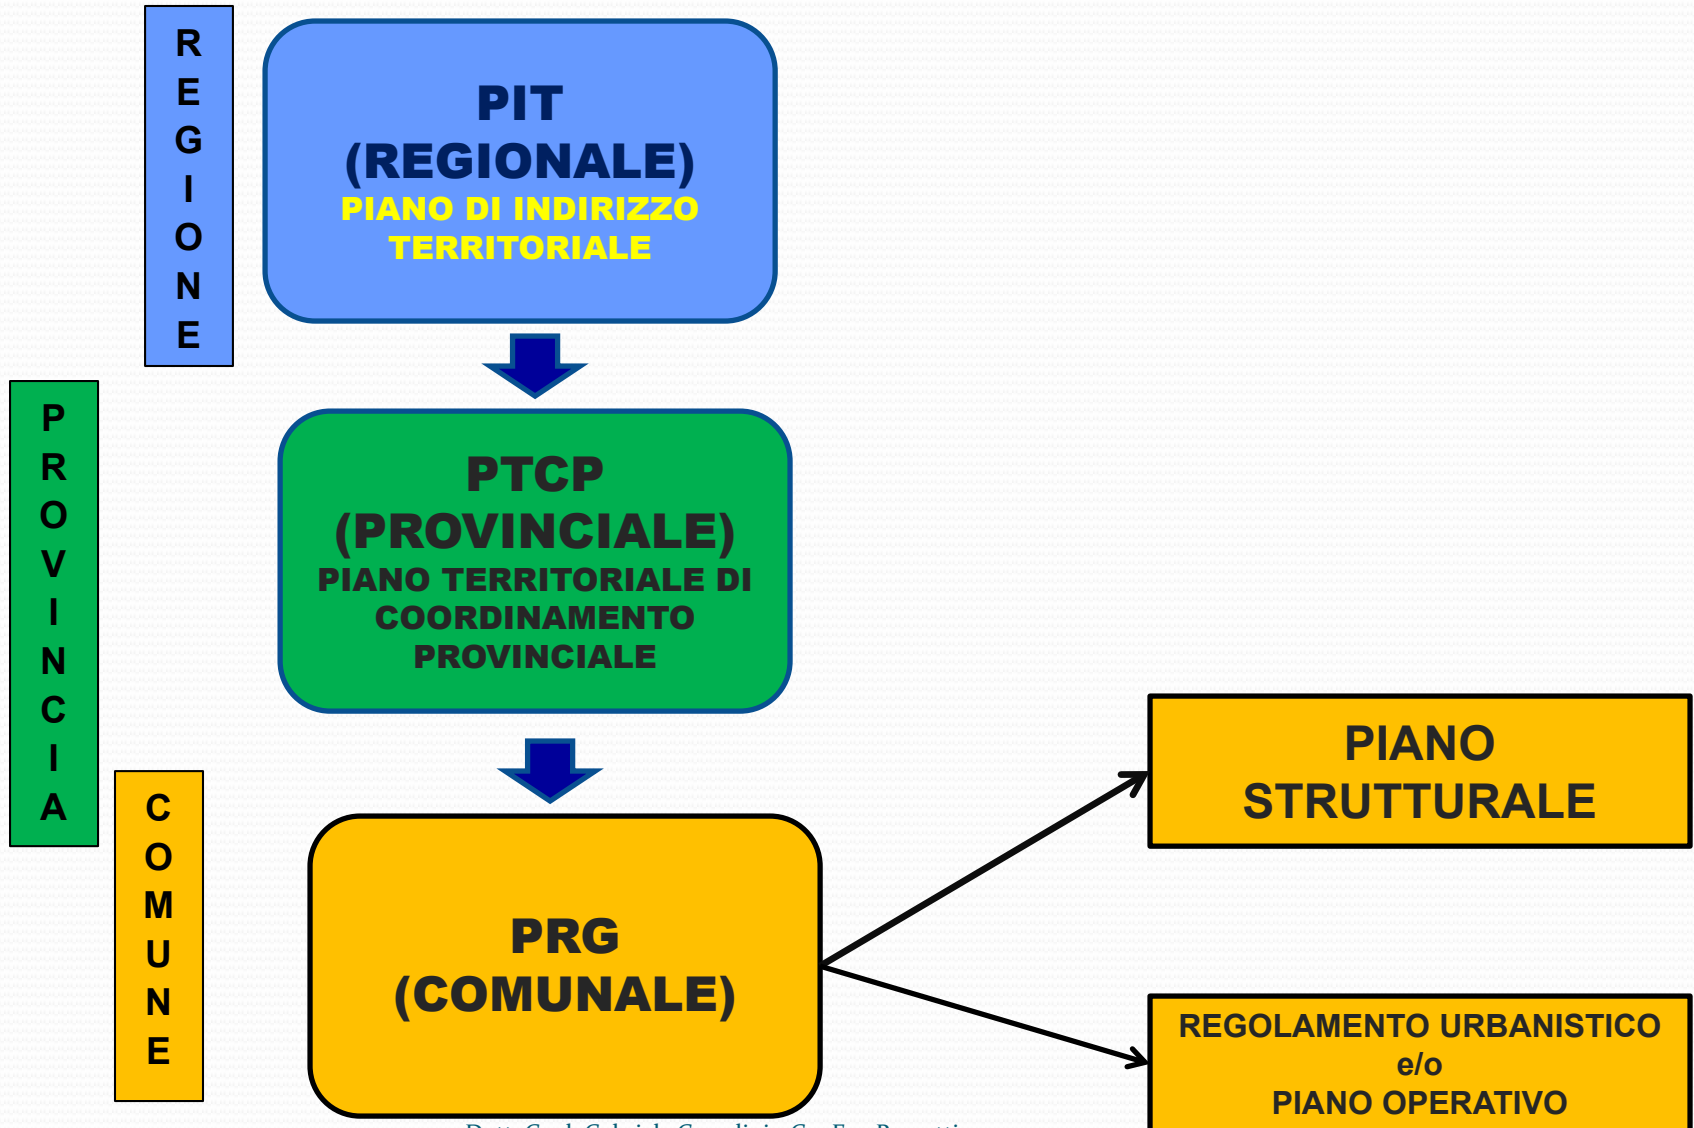 REGIONE
PIT
(REGIONALE)
PIANO DI INDIRIZZO
TERRITORIALE
PROVINCIA
PTCP
(PROVINCIALE)
PIANO TERRITORIALE DI
COORDINAMENTO
PROVINCIALE
COMUNE
PRG
(COMUNALE)
PIANO
STRUTTURALE
REGOLAMENTO URBANISTICO
e/o
PIANO OPERATIVO